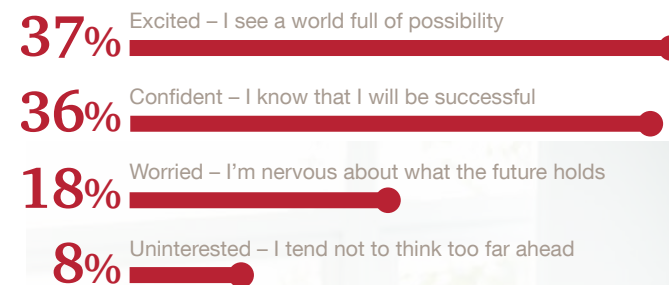 37% Excited – I see a world full of possibility
36% Confident – I know that I will be successful
18% Worried – I’m nervous about what the future holds
8% Uninterested – I tend not to think too far ahead